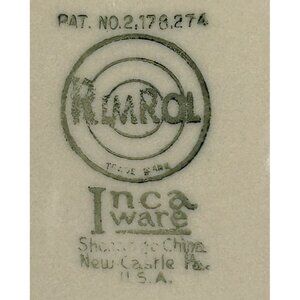 PAT. NO. 2,178,274
RimRol
TRADE MARK
Inca
Ware
Shenango China
New Castle Pa.
U.S.A.